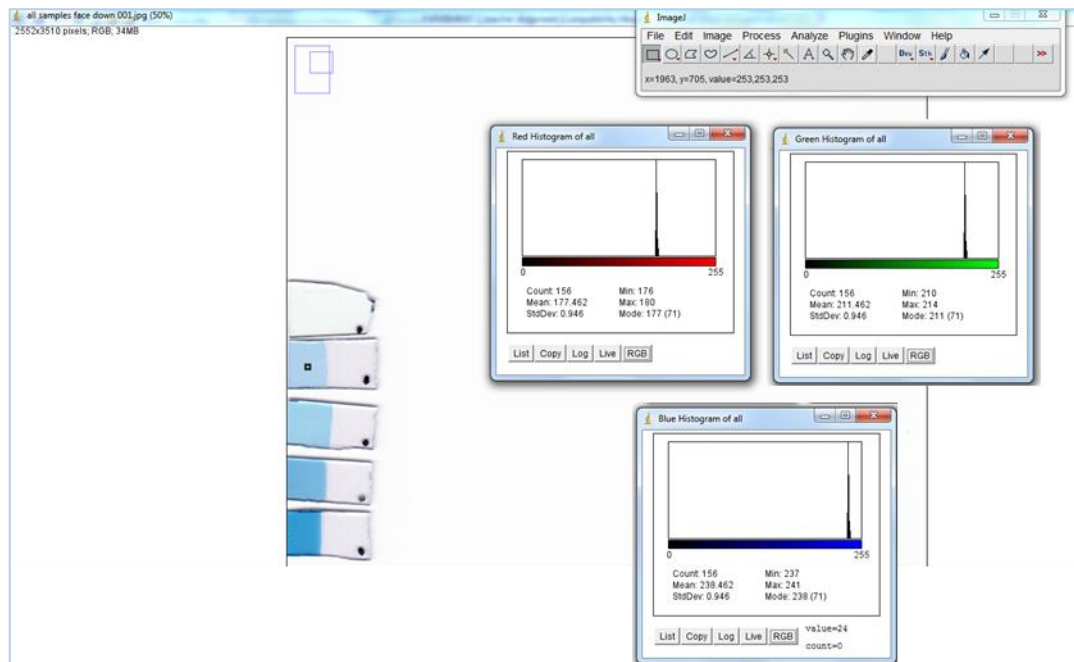 all samples face down 001.jpg (50%)
2552x3510 pixels; RGB; 34MB
ImageJ
File Edit Image Process Analyze Plugins Window Help
Dev Stk >>
x=1963, y=705, value=253,253,253
Red Histogram of all
0 255
Count: 156 Min: 176
Mean: 177.462 Max: 180
StdDev: 0.946 Mode: 177 (71)
List Copy Log Live RGB
Green Histogram of all
0 255
Count: 156 Min: 210
Mean: 211.462 Max: 214
StdDev: 0.946 Mode: 211 (71)
List Copy Log Live RGB
Blue Histogram of all
0 255
Count: 156 Min: 237
Mean: 238.462 Max: 241
StdDev: 0.946 Mode: 238 (71)
List Copy Log Live RGB
value=24
count=0